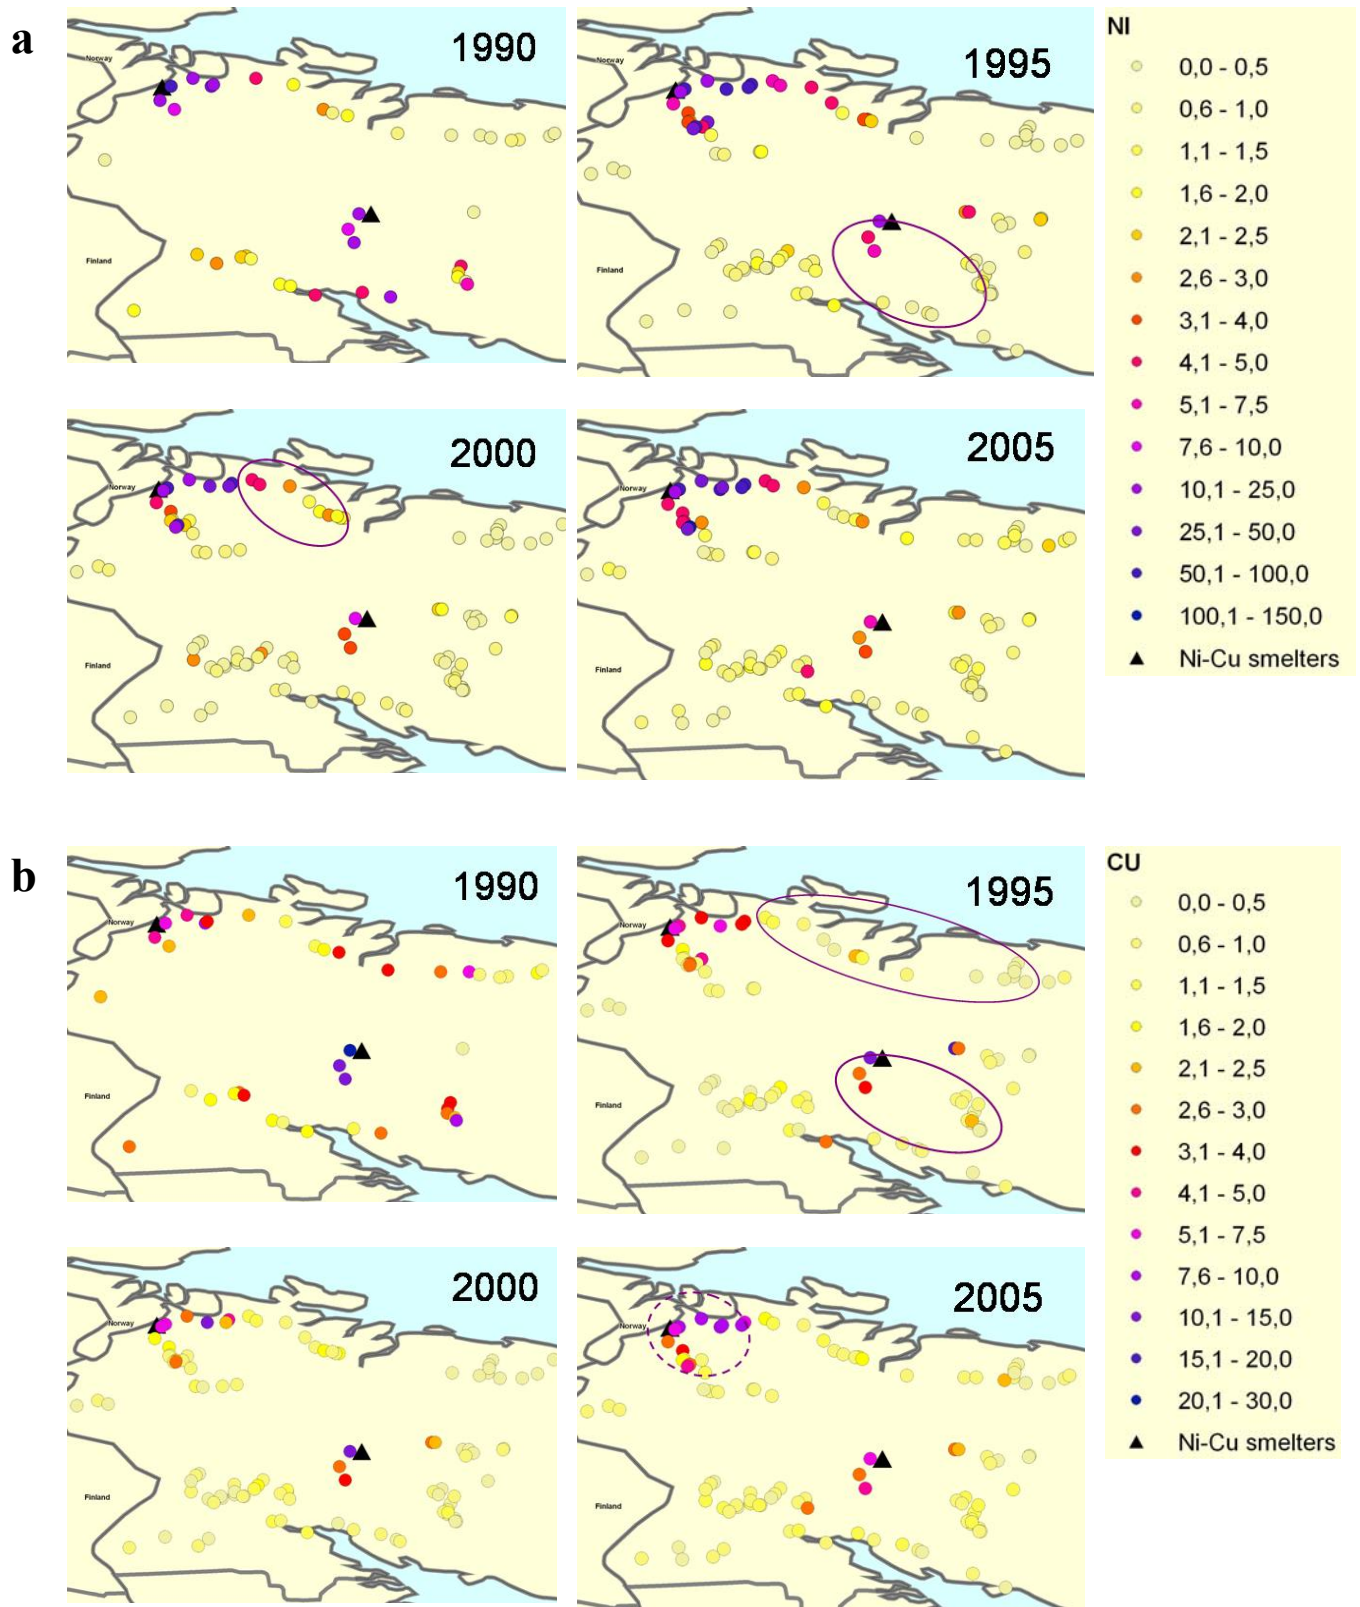 a
1990
Norway
Finland
1995
Norway
Finland
NI
0,0 - 0,5
0,6 - 1,0
1,1 - 1,5
1,6 - 2,0
2,1 - 2,5
2,6 - 3,0
3,1 - 4,0
4,1 - 5,0
5,1 - 7,5
7,6 - 10,0
10,1 - 25,0
25,1 - 50,0
50,1 - 100,0
100,1 - 150,0
Ni-Cu smelters
2000
Norway
Finland
2005
Norway
Finland
b
1990
Norway
Finland
1995
Norway
Finland
CU
0,0 - 0,5
0,6 - 1,0
1,1 - 1,5
1,6 - 2,0
2,1 - 2,5
2,6 - 3,0
3,1 - 4,0
4,1 - 5,0
5,1 - 7,5
7,6 - 10,0
10,1 - 15,0
15,1 - 20,0
20,1 - 30,0
Ni-Cu smelters
2000
Norway
Finland
2005
Norway
Finland